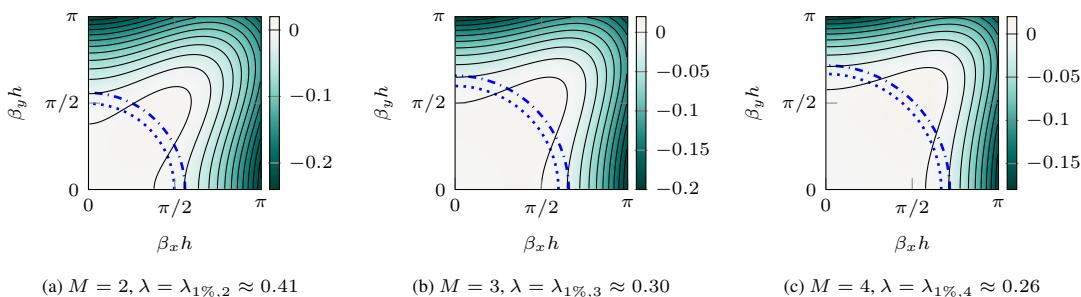 π
π/2
0
β_y h
0
π/2
π
β_x h
0
−0.1
−0.2
(a) M = 2, λ = λ_{1%,2} ≈ 0.41
π
π/2
0
β_y h
0
π/2
π
β_x h
0
−0.05
−0.1
−0.15
−0.2
(b) M = 3, λ = λ_{1%,3} ≈ 0.30
π
π/2
0
β_y h
0
π/2
π
β_x h
0
−0.05
−0.1
−0.15
(c) M = 4, λ = λ_{1%,4} ≈ 0.26